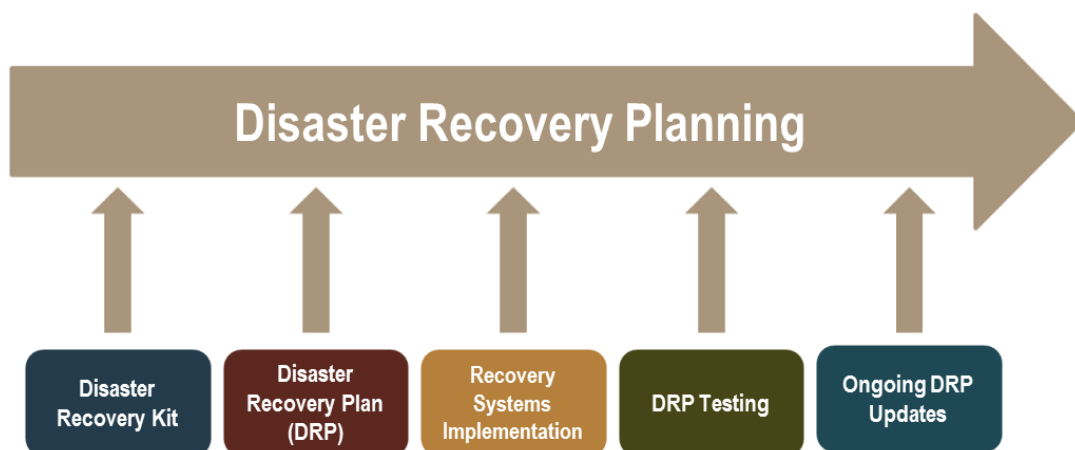 Disaster Recovery Planning
Disaster
Recovery Kit
Disaster
Recovery Plan
(DRP)
Recovery
Systems
Implementation
DRP Testing
Ongoing DRP
Updates